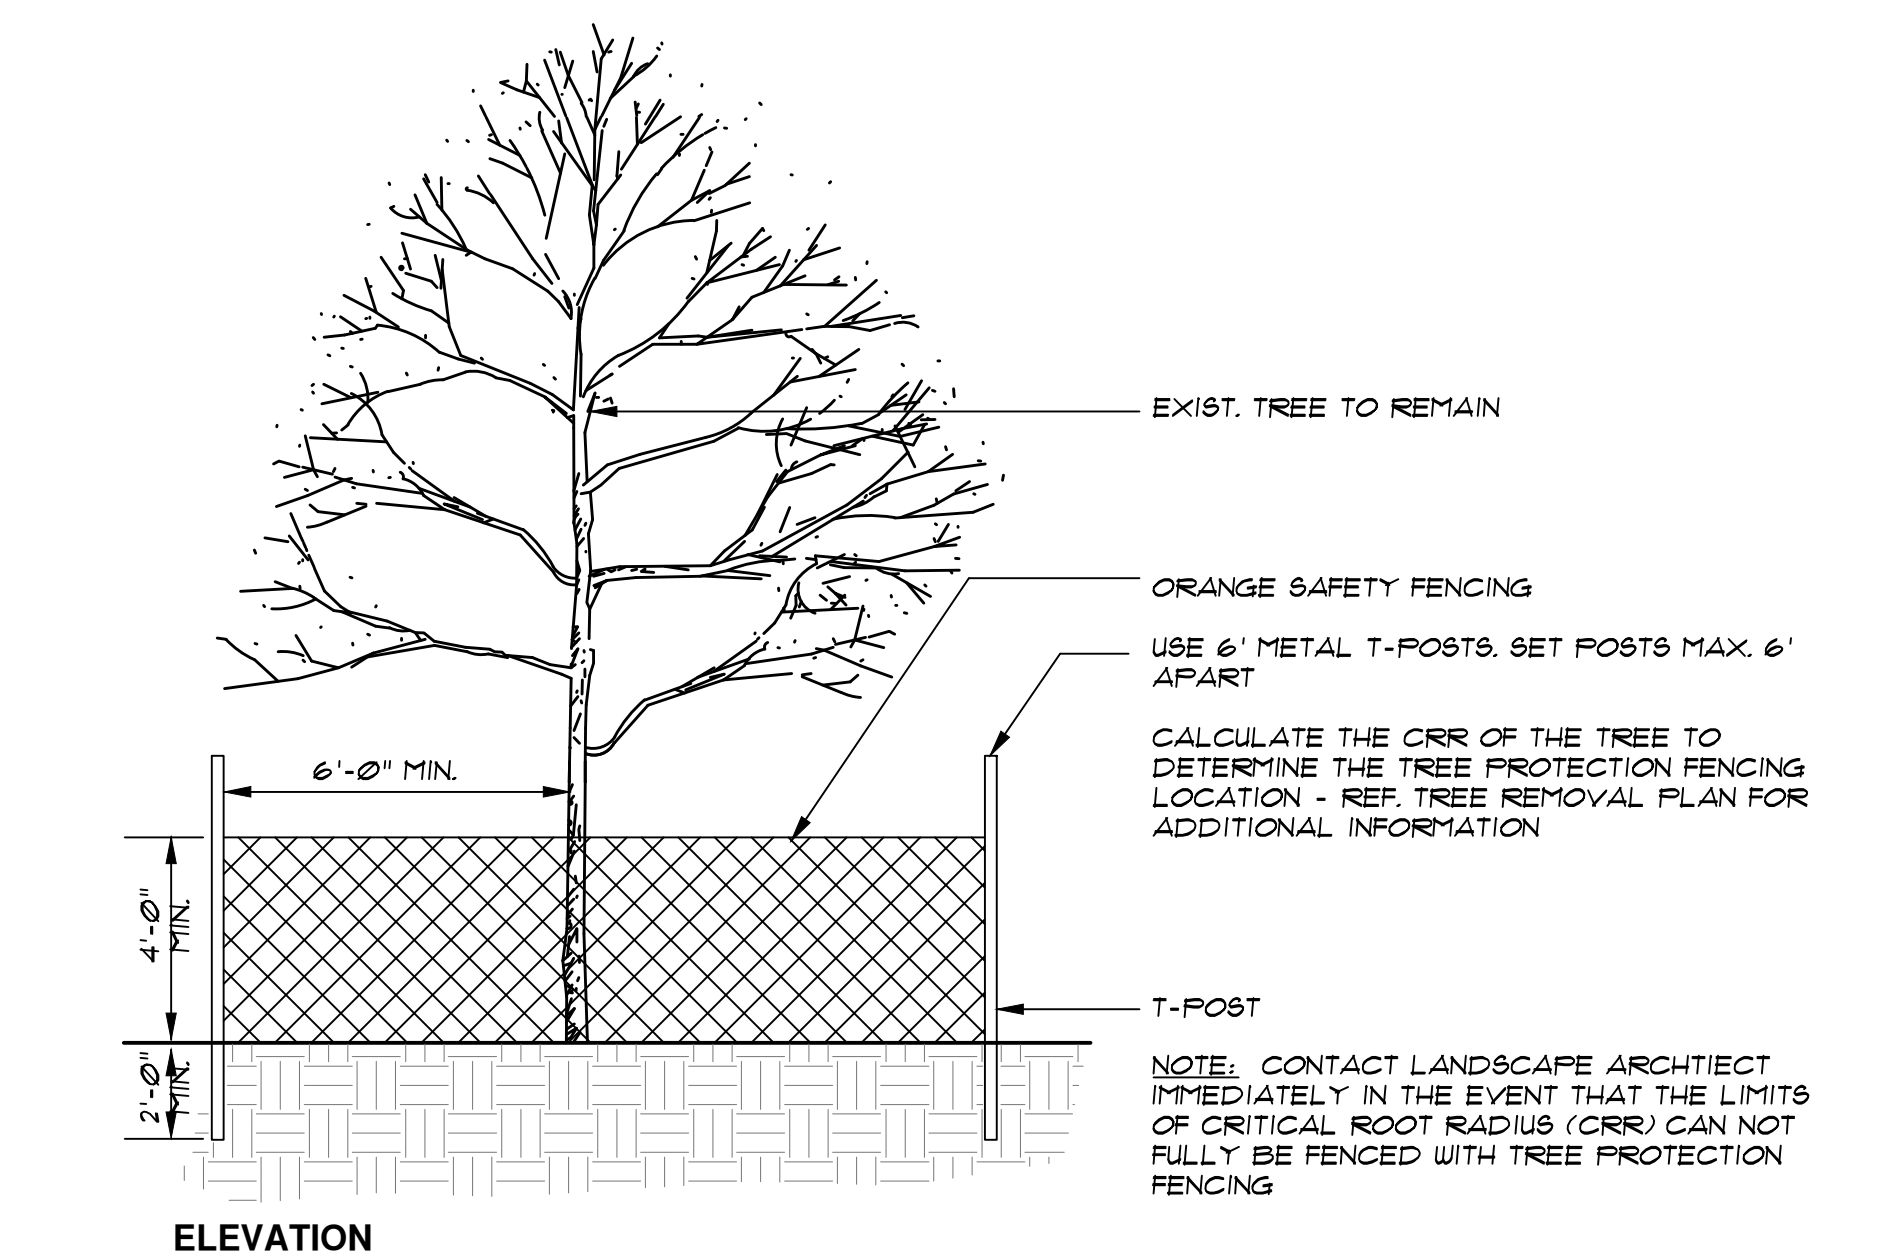 EXIST. TREE TO REMAIN
ORANGE SAFETY FENCING
USE 6' METAL T-POSTS. SET POSTS MAX. 6'
APART
CALCULATE THE CRR OF THE TREE TO
DETERMINE THE TREE PROTECTION FENCING
LOCATION - REF. TREE REMOVAL PLAN FOR
ADDITIONAL INFORMATION
6'-0" MIN.
4'-0"
MIN.
T-POST
2'-0"
MIN.
NOTE: CONTACT LANDSCAPE ARCHTIECT
IMMEDIATELY IN THE EVENT THAT THE LIMITS
OF CRITICAL ROOT RADIUS (CRR) CAN NOT
FULLY BE FENCED WITH TREE PROTECTION
FENCING
ELEVATION